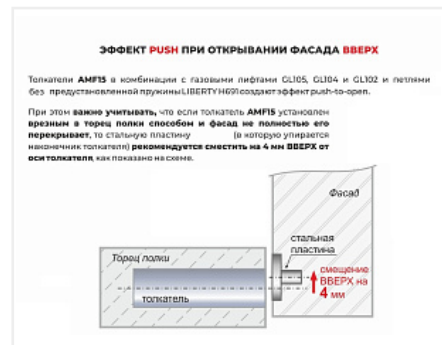 ЭФФЕКТ PUSH ПРИ ОТКРЫВАНИИ ФАСАДА ВВЕРХ
Толкатели AMF15 в комбинации с газовыми лифтами GL105, GL104 и GL102 и петлями
без предустановленной пружины LIBERTY H691 создают эффект push-to-open.
При этом важно учитывать, что если толкатель AMF15 установлен
врезным в торец полки способом и фасад не полностью его
перекрывает, то стальную пластину (в которую упирается
наконечник толкателя) рекомендуется сместить на 4 мм ВВЕРХ от
оси толкателя, как показано на схеме.
Фасад
Торец полки
стальная
пластина
смещение
ВВЕРХ на
4 мм
толкатель